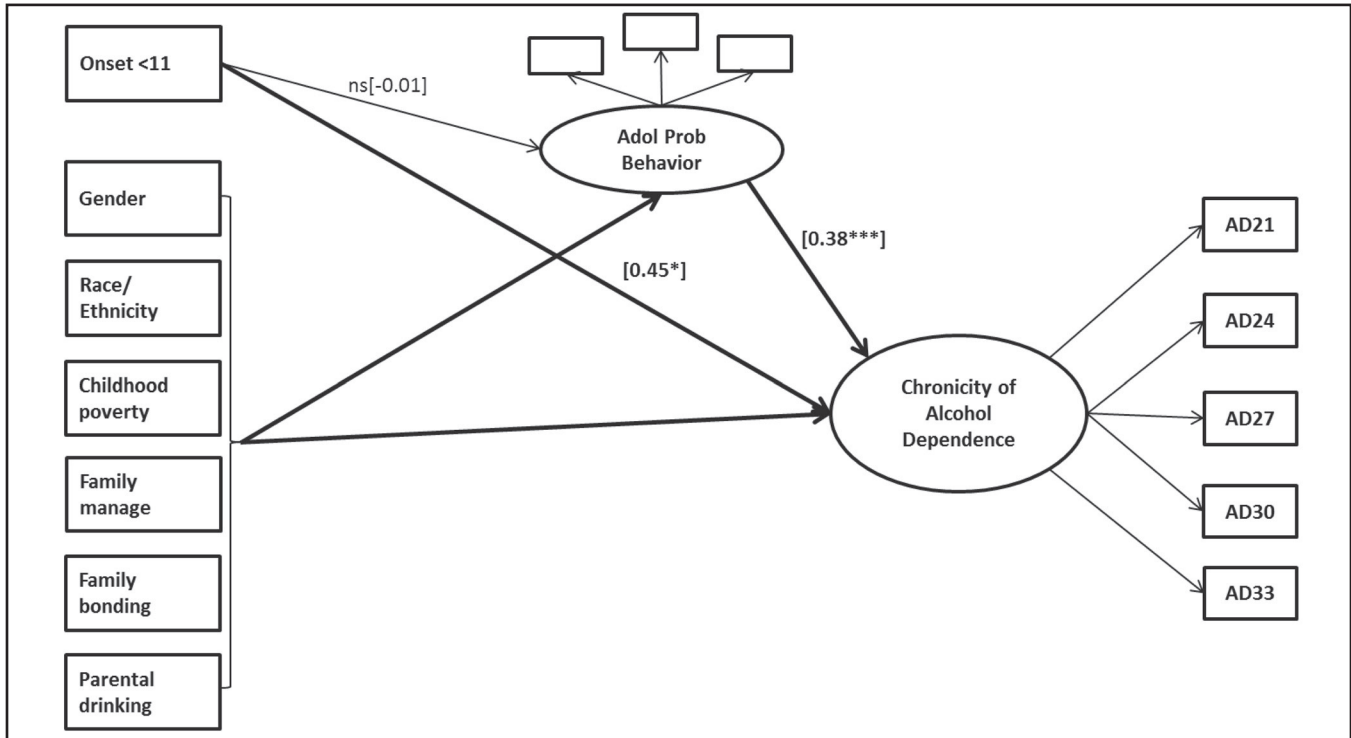 Onset <11
ns[-0.01]
Adol Prob
Behavior
Gender
Race/
Ethnicity
Childhood
poverty
Family
manage
Family
bonding
Parental
drinking
[0.45*]
[0.38***]
Chronicity of
Alcohol
Dependence
AD21
AD24
AD27
AD30
AD33